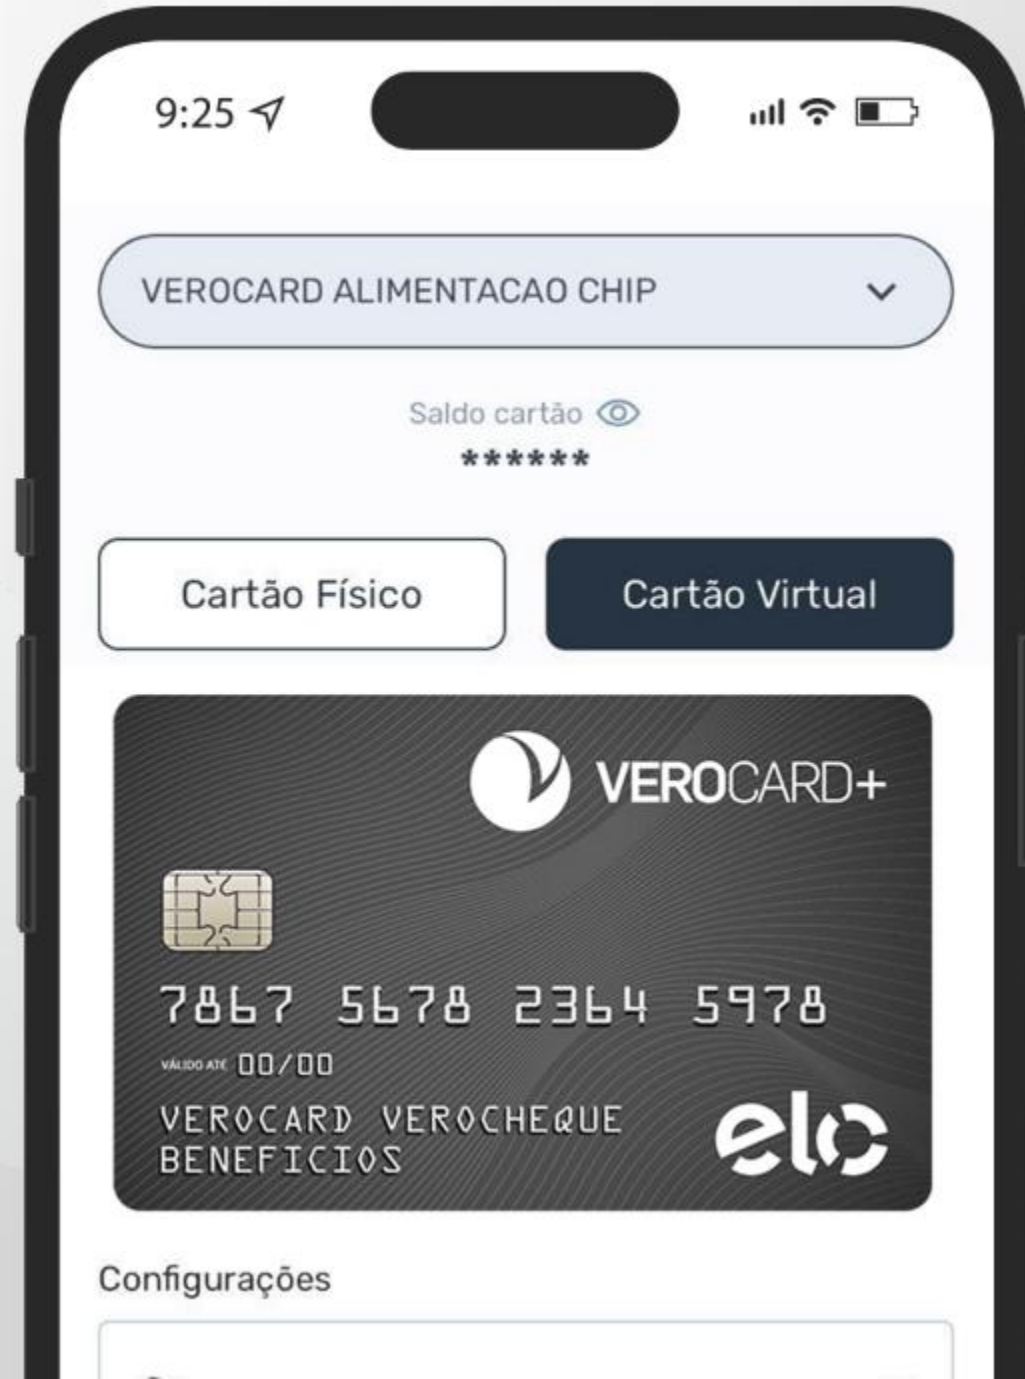 9:25
VEROCARD ALIMENTACAO CHIP
Saldo cartão
******
Cartão Físico
Cartão Virtual
VEROCARD+
7867 5678 2364 5978
VÁLIDO ATÉ 00/00
VEROCARD VEROCHEQUE
BENEFICIOS
elo
Configurações